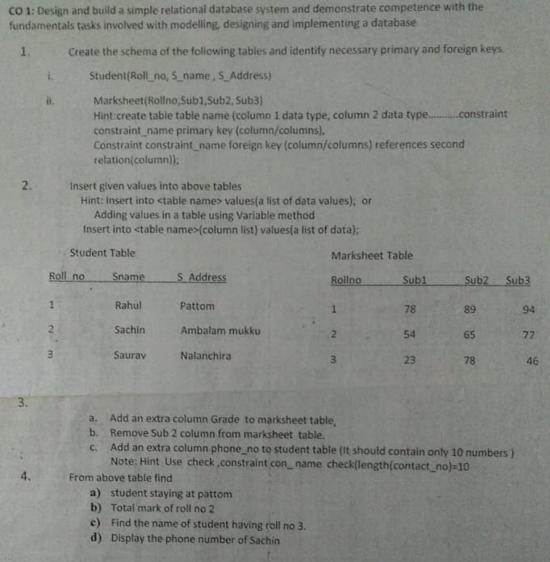 CO 1: Design and build a simple relational database system and demonstrate competence with the
fundamentals tasks involved with modelling, designing and implementing a database
1. Create the schema of the following tables and identify necessary primary and foreign keys.
i. Student(Roll_no, S_name , S_Address)
ii. Marksheet(Rollno,Sub1,Sub2, Sub3)
Hint:create table table name (column 1 data type, column 2 data type............constraint
constraint_name primary key (column/columns),
Constraint constraint_name foreign key (column/columns) references second
relation(column));
2. Insert given values into above tables
Hint: Insert into <table name> values(a list of data values); or
Adding values in a table using Variable method
Insert into <table name>(column list) values(a list of data);
Student Table Marksheet Table
Roll_no Sname S_Address Rollno Sub1 Sub2 Sub3
1 Rahul Pattom 1 78 89 94
2 Sachin Ambalam mukku 2 54 65 77
3 Saurav Nalanchira 3 23 78 46
3.
a. Add an extra column Grade to marksheet table,
b. Remove Sub 2 column from marksheet table.
c. Add an extra column phone_no to student table (It should contain only 10 numbers )
Note: Hint Use check ,constraint con_ name check(length(contact_no)=10
4. From above table find
a) student staying at pattom
b) Total mark of roll no 2
c) Find the name of student having roll no 3.
d) Display the phone number of Sachin